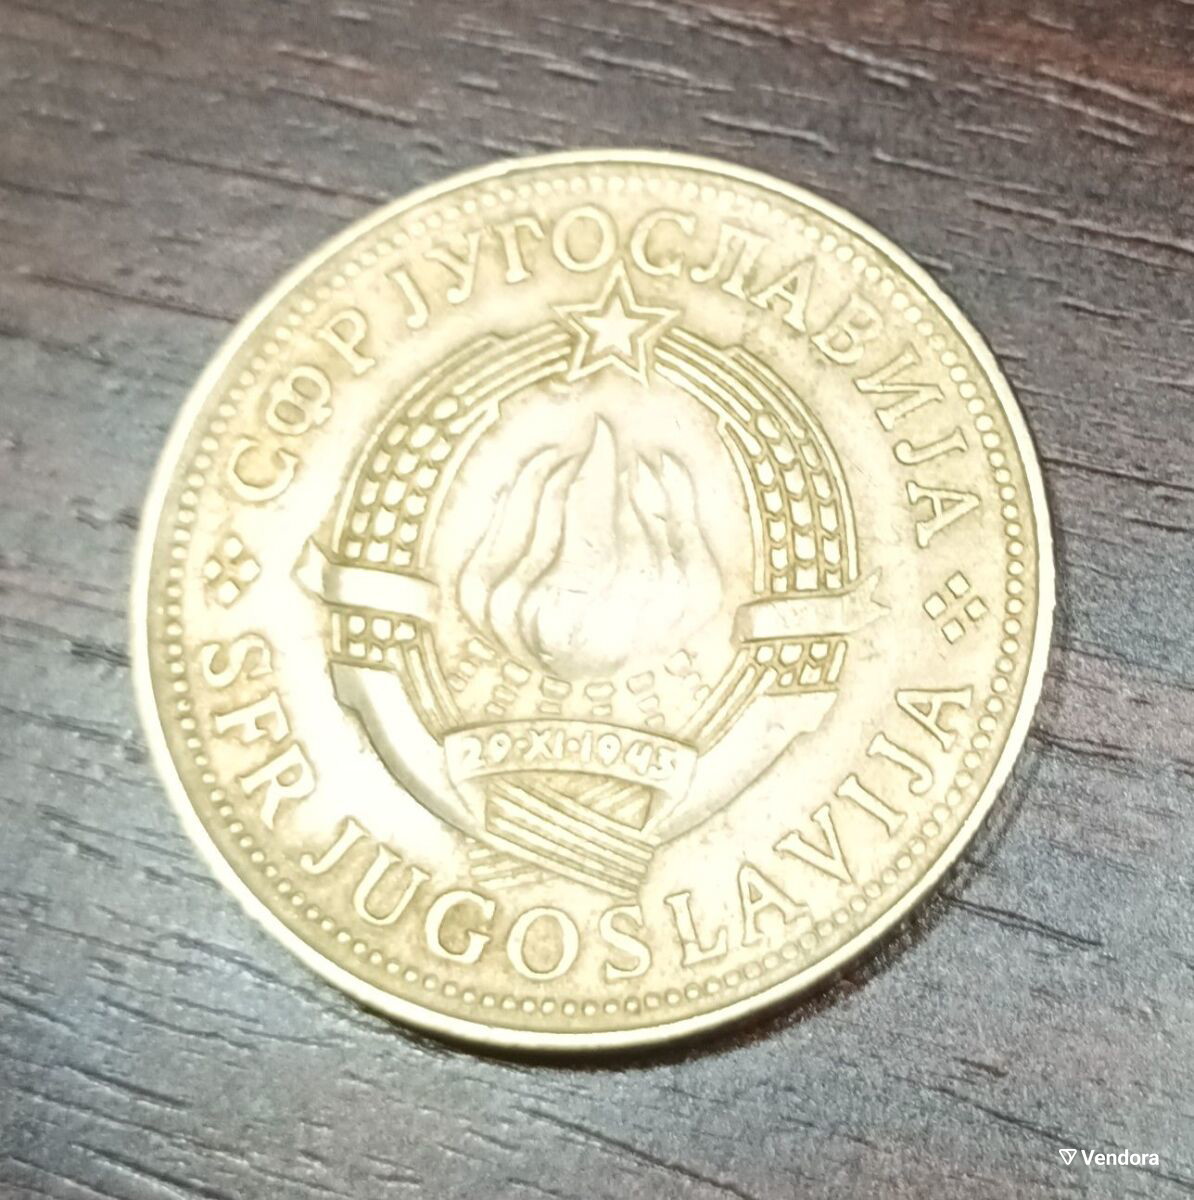 СФР ЈУГОСЛАВИЈА
SFR JUGOSLAVIJA
29·XI·1943
Vendora